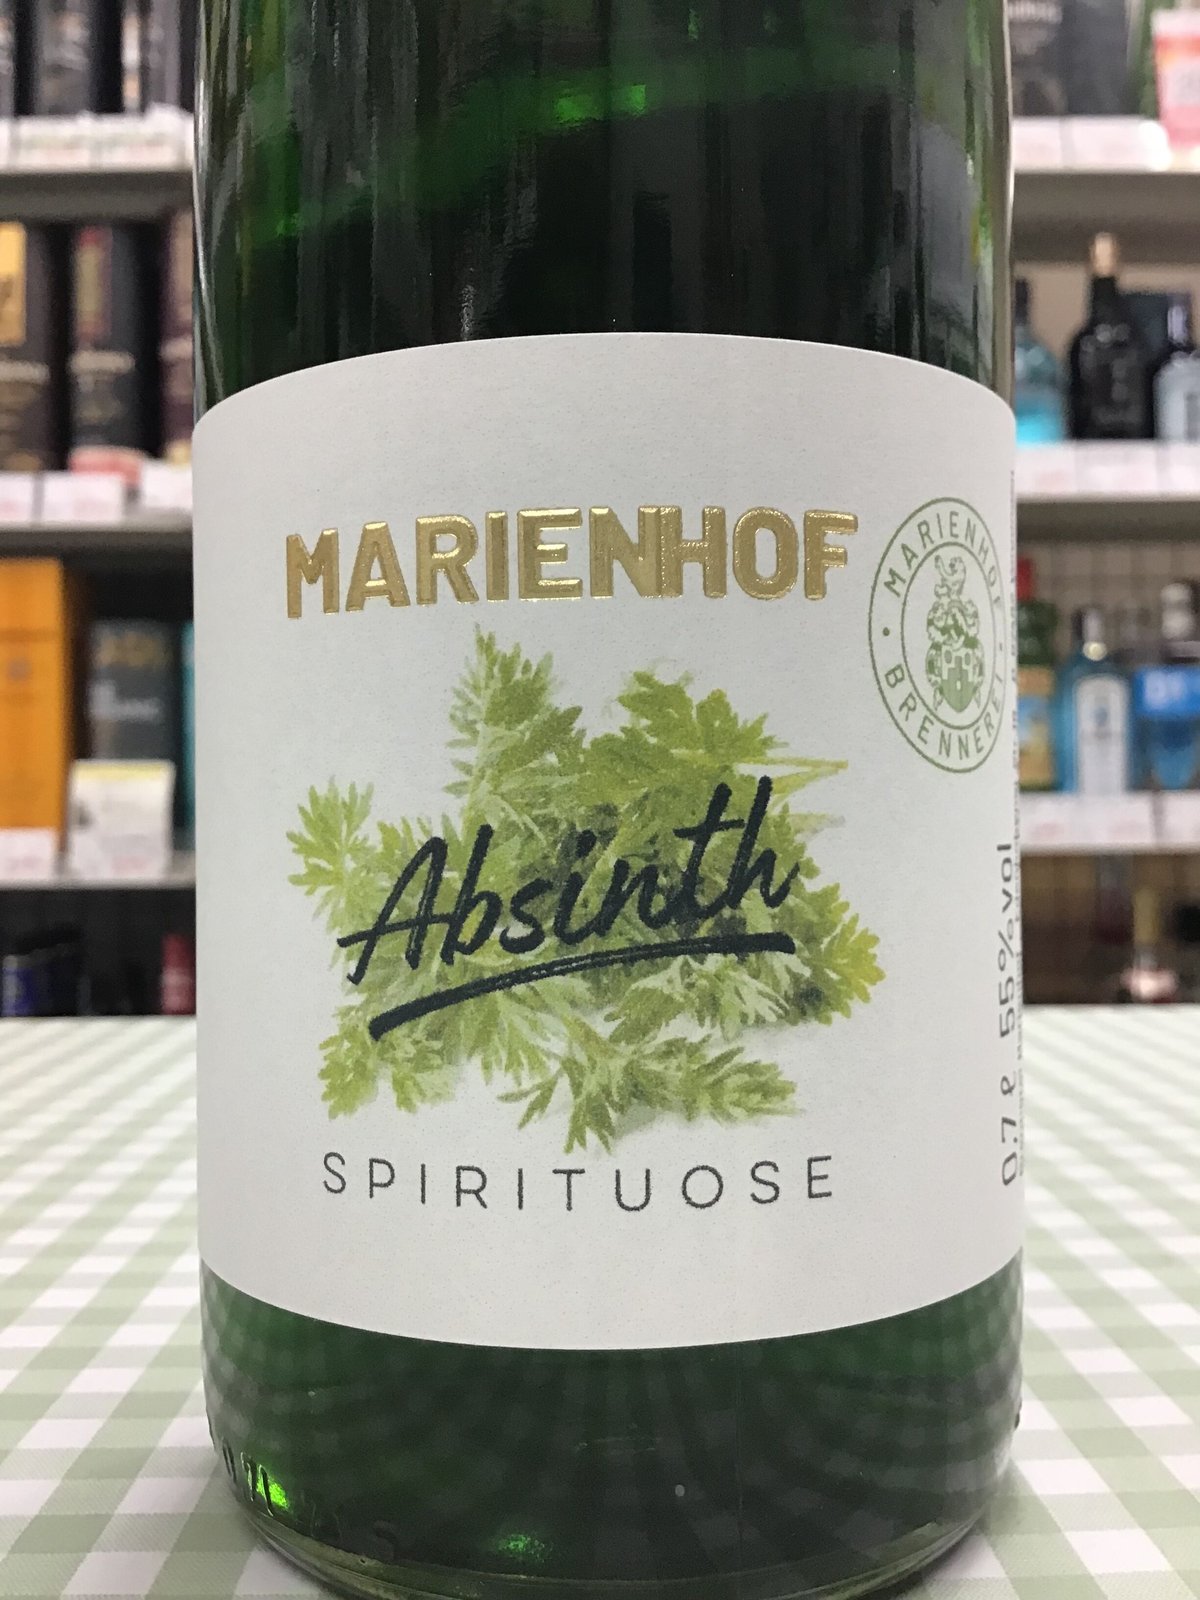 MARIENHOF
Absinth
SPIRITUOSE
MARIENHOF
BRENNEREI
0.7 ℓ 55%vol